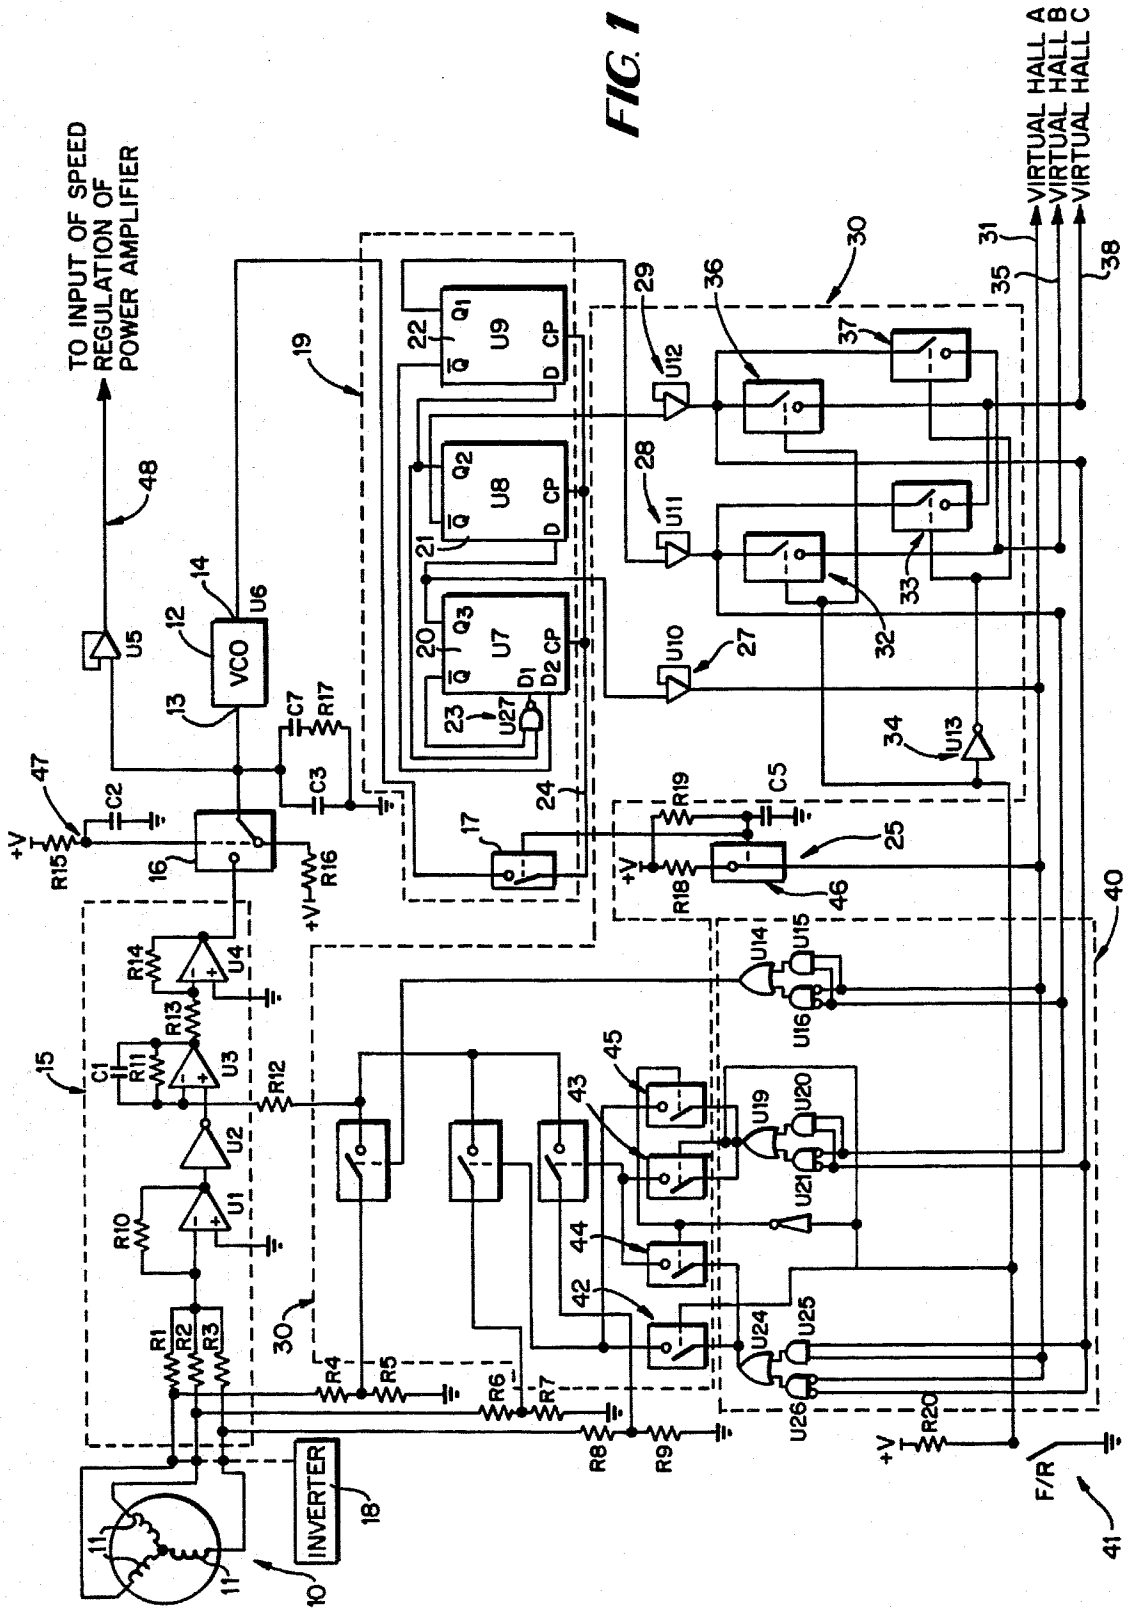 TO INPUT OF SPEED
REGULATION OF
POWER AMPLIFIER
48
U5
+V
R15
47
C2
16
+V
R16
13
12
14
VCO
U6
C7
R17
C3
15
R10
U1
U2
C1
R11
U3
R12
R13
R14
U4
R1
R2
R3
10
11
11
11
INVERTER
18
R4
R5
R6
R7
R8
R9
30
19
17
24
Q̅
20
Q3
U7
D1
D2
CP
23
U27
Q̅
21
Q2
U8
D
CP
Q̅
22
Q1
U9
D
CP
FIG. 1
+V
R18
R19
C5
46
25
27
U10
28
U11
29
U12
32
33
36
37
30
34
U13
42
44
43
45
40
U14
U15
U16
U19
U20
U21
U24
U25
U26
+V
R20
F/R
41
31
35
38
VIRTUAL HALL A
VIRTUAL HALL B
VIRTUAL HALL C